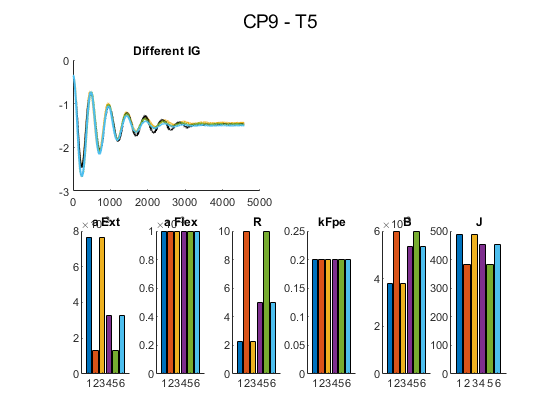 CP9 - T5
Different IG
0
-1
-2
-3
0 1000 2000 3000 4000 5000
a Ext a Flex R kFpe B J
8 6 4 2 0
1 0.8 0.6 0.4 0.2 0
10 8 6 4 2 0
0.25 0.2 0.15 0.1 0.05 0
6 4 2 0
500 400 300 200 100 0
123456 123456 123456 123456 123456 1 2 3 4 5 6